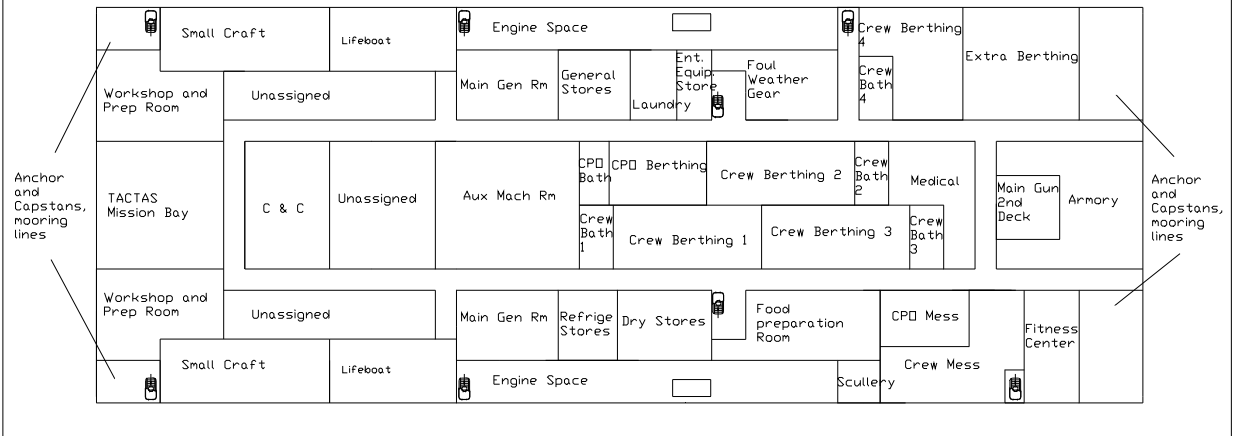 Small Craft
Lifeboat
Engine Space
Crew Berthing
4
Extra Berthing
Workshop and
Prep Room
Unassigned
Main Gen Rm
General
Stores
Laundry
Ent.
Equip.
Store
Foul
Weather
Gear
Crew
Bath
4
Anchor
and
Capstans,
mooring
lines
TACTAS
Mission Bay
C & C
Unassigned
Aux Mach Rm
CPO
Bath
CPO Berthing
Crew Berthing 2
Crew
Bath
2
Medical
Main Gun
2nd
Deck
Armory
Anchor
and
Capstans,
mooring
lines
Crew
Bath
1
Crew Berthing 1
Crew Berthing 3
Crew
Bath
3
Workshop and
Prep Room
Unassigned
Main Gen Rm
Refrige
Stores
Dry Stores
Food
preparation
Room
CPO Mess
Fitness
Center
Small Craft
Lifeboat
Engine Space
Scullery
Crew Mess